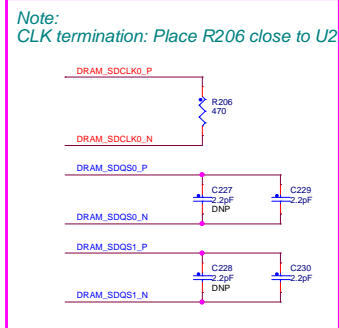 Note:
CLK termination: Place R206 close to U2
DRAM_SDCLK0_P
R206
470
DRAM_SDCLK0_N
DRAM_SDQS0_P
C227
2.2pF
DNP
C229
2.2pF
DRAM_SDQS0_N
DRAM_SDQS1_P
C228
2.2pF
DNP
C230
2.2pF
DRAM_SDQS1_N